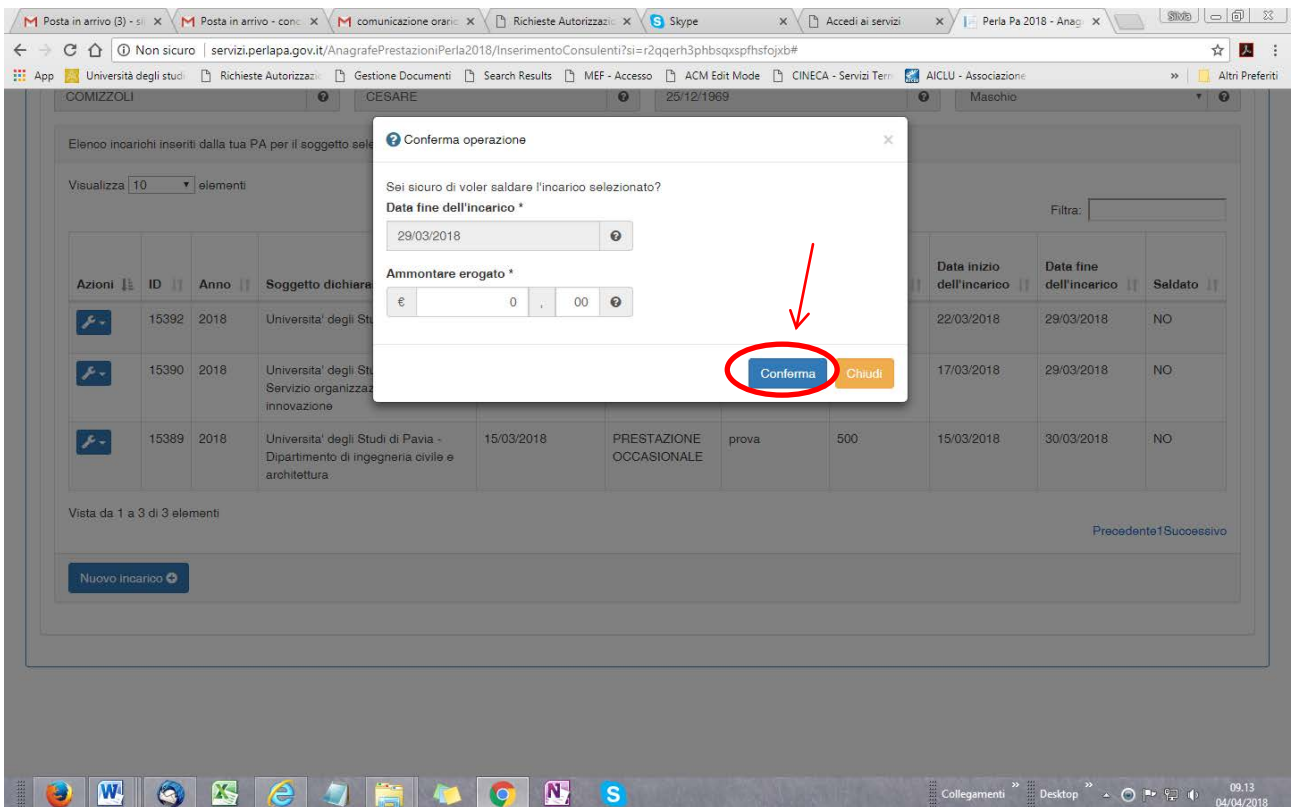 Posta in arrivo (3) - si
Posta in arrivo - conc
comunicazione orario
Richieste Autorizzazio
Skype
Accedi ai servizi
Perla Pa 2018 - Anag
Silvia
Non sicuro | servizi.perlapa.gov.it/AnagrafePrestazioniPerla2018/InserimentoConsulenti?si=r2qqerh3phbsqxspfhsfojxb#
App Università degli studi Richieste Autorizzazio Gestione Documenti Search Results MEF - Accesso ACM Edit Mode CINECA - Servizi Tern AICLU - Associazione » Altri Preferiti
COMIZZOLI CESARE 25/12/1969 Maschio
Elenco incarichi inseriti dalla tua PA per il soggetto sele
Visualizza 10 elementi
Filtra:
Conferma operazione ×
Sei sicuro di voler saldare l'incarico selezionato?
Data fine dell'incarico *
29/03/2018
Ammontare erogato *
€ 0 , 00
Conferma Chiudi
Azioni ID Anno Soggetto dichiara Data inizio dell'incarico Data fine dell'incarico Saldato
15392 2018 Universita' degli Stu 22/03/2018 29/03/2018 NO
15390 2018 Universita' degli Stu 17/03/2018 29/03/2018 NO
Servizio organizzaz
innovazione
15389 2018 Universita' degli Studi di Pavia - 15/03/2018 PRESTAZIONE prova 500 15/03/2018 30/03/2018 NO
Dipartimento di ingegneria civile e OCCASIONALE
architettura
Vista da 1 a 3 di 3 elementi
Precedente1Successivo
Nuovo incarico
Collegamenti » Desktop » 09.13
04/04/2018